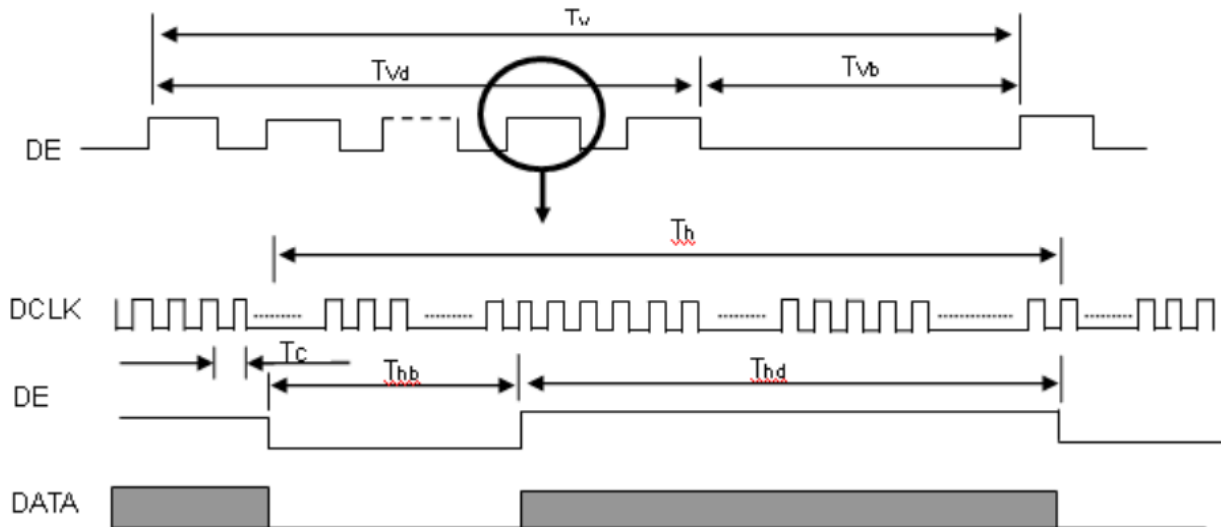 Tv
Tvd
Tvb
DE
Th
DCLK
Tc
Thb
Thd
DE
DATA